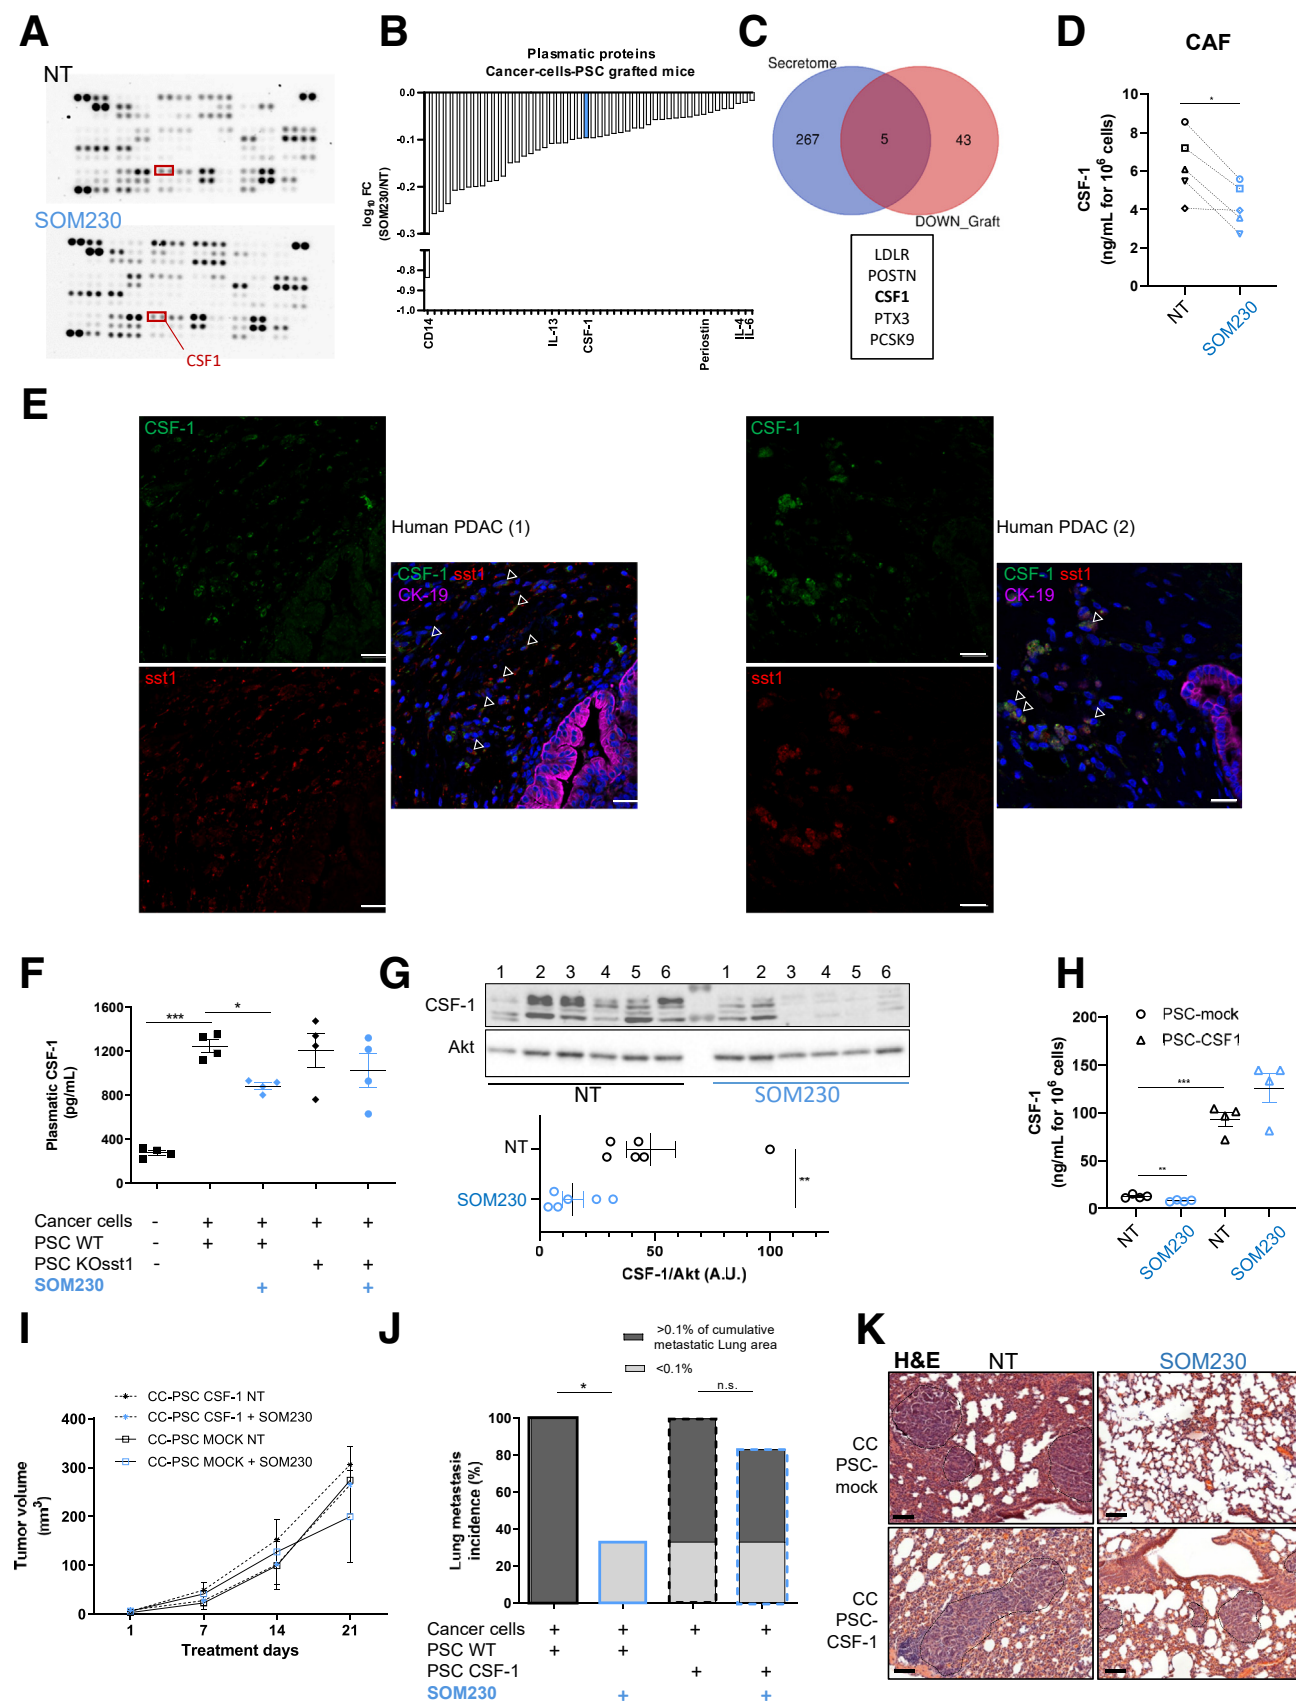 A
NT
SOM230
CSF1
B
Plasmatic proteins
Cancer-cells-PSC grafted mice
log10 FC
(SOM230/NT)
0.0
-0.1
-0.2
-0.3
-0.8
-0.9
-1.0
CD14
IL-13
CSF-1
Periostin
IL-4
IL-6
C
Secretome
267
5
43
DOWN_Graft
LDLR
POSTN
CSF1
PTX3
PCSK9
D
CAF
CSF-1
(ng/mL for 10⁶ cells)
10
8
6
4
2
0
*
NT
SOM230
E
CSF-1
sst1
Human PDAC (1)
CSF-1 sst1
CK-19
CSF-1
sst1
Human PDAC (2)
CSF-1 sst1
CK-19
F
Plasmatic CSF-1
(pg/mL)
1600
1200
800
400
0
***
*
Cancer cells - + + + +
PSC WT - + +
PSC KOsst1 - + +
SOM230 + +
G
1 2 3 4 5 6 1 2 3 4 5 6
CSF-1
Akt
NT
SOM230
NT
SOM230
**
0 50 100
CSF-1/Akt (A.U.)
H
PSC-mock
PSC-CSF1
CSF-1
(ng/mL for 10⁶ cells)
200
150
100
50
0
***
**
NT
SOM230
NT
SOM230
I
CC-PSC CSF-1 NT
CC-PSC CSF-1 + SOM230
CC-PSC MOCK NT
CC-PSC MOCK + SOM230
Tumor volume
(mm³)
400
300
200
100
0
1 7 14 21
Treatment days
J
>0.1% of cumulative
metastatic Lung area
<0.1%
* n.s.
Lung metastasis
incidence (%)
100
80
60
40
20
0
Cancer cells + + + +
PSC WT + +
PSC CSF-1 + +
SOM230 + +
K
H&E NT SOM230
CC
PSC-
mock
CC
PSC-
CSF-1